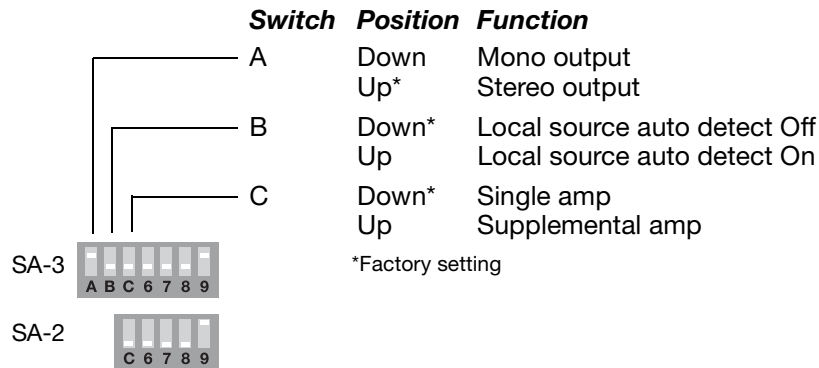 Switch Position Function
A Down Mono output
Up* Stereo output
B Down* Local source auto detect Off
Up Local source auto detect On
C Down* Single amp
Up Supplemental amp
*Factory setting
SA-3
A B C 6 7 8 9
SA-2
C 6 7 8 9